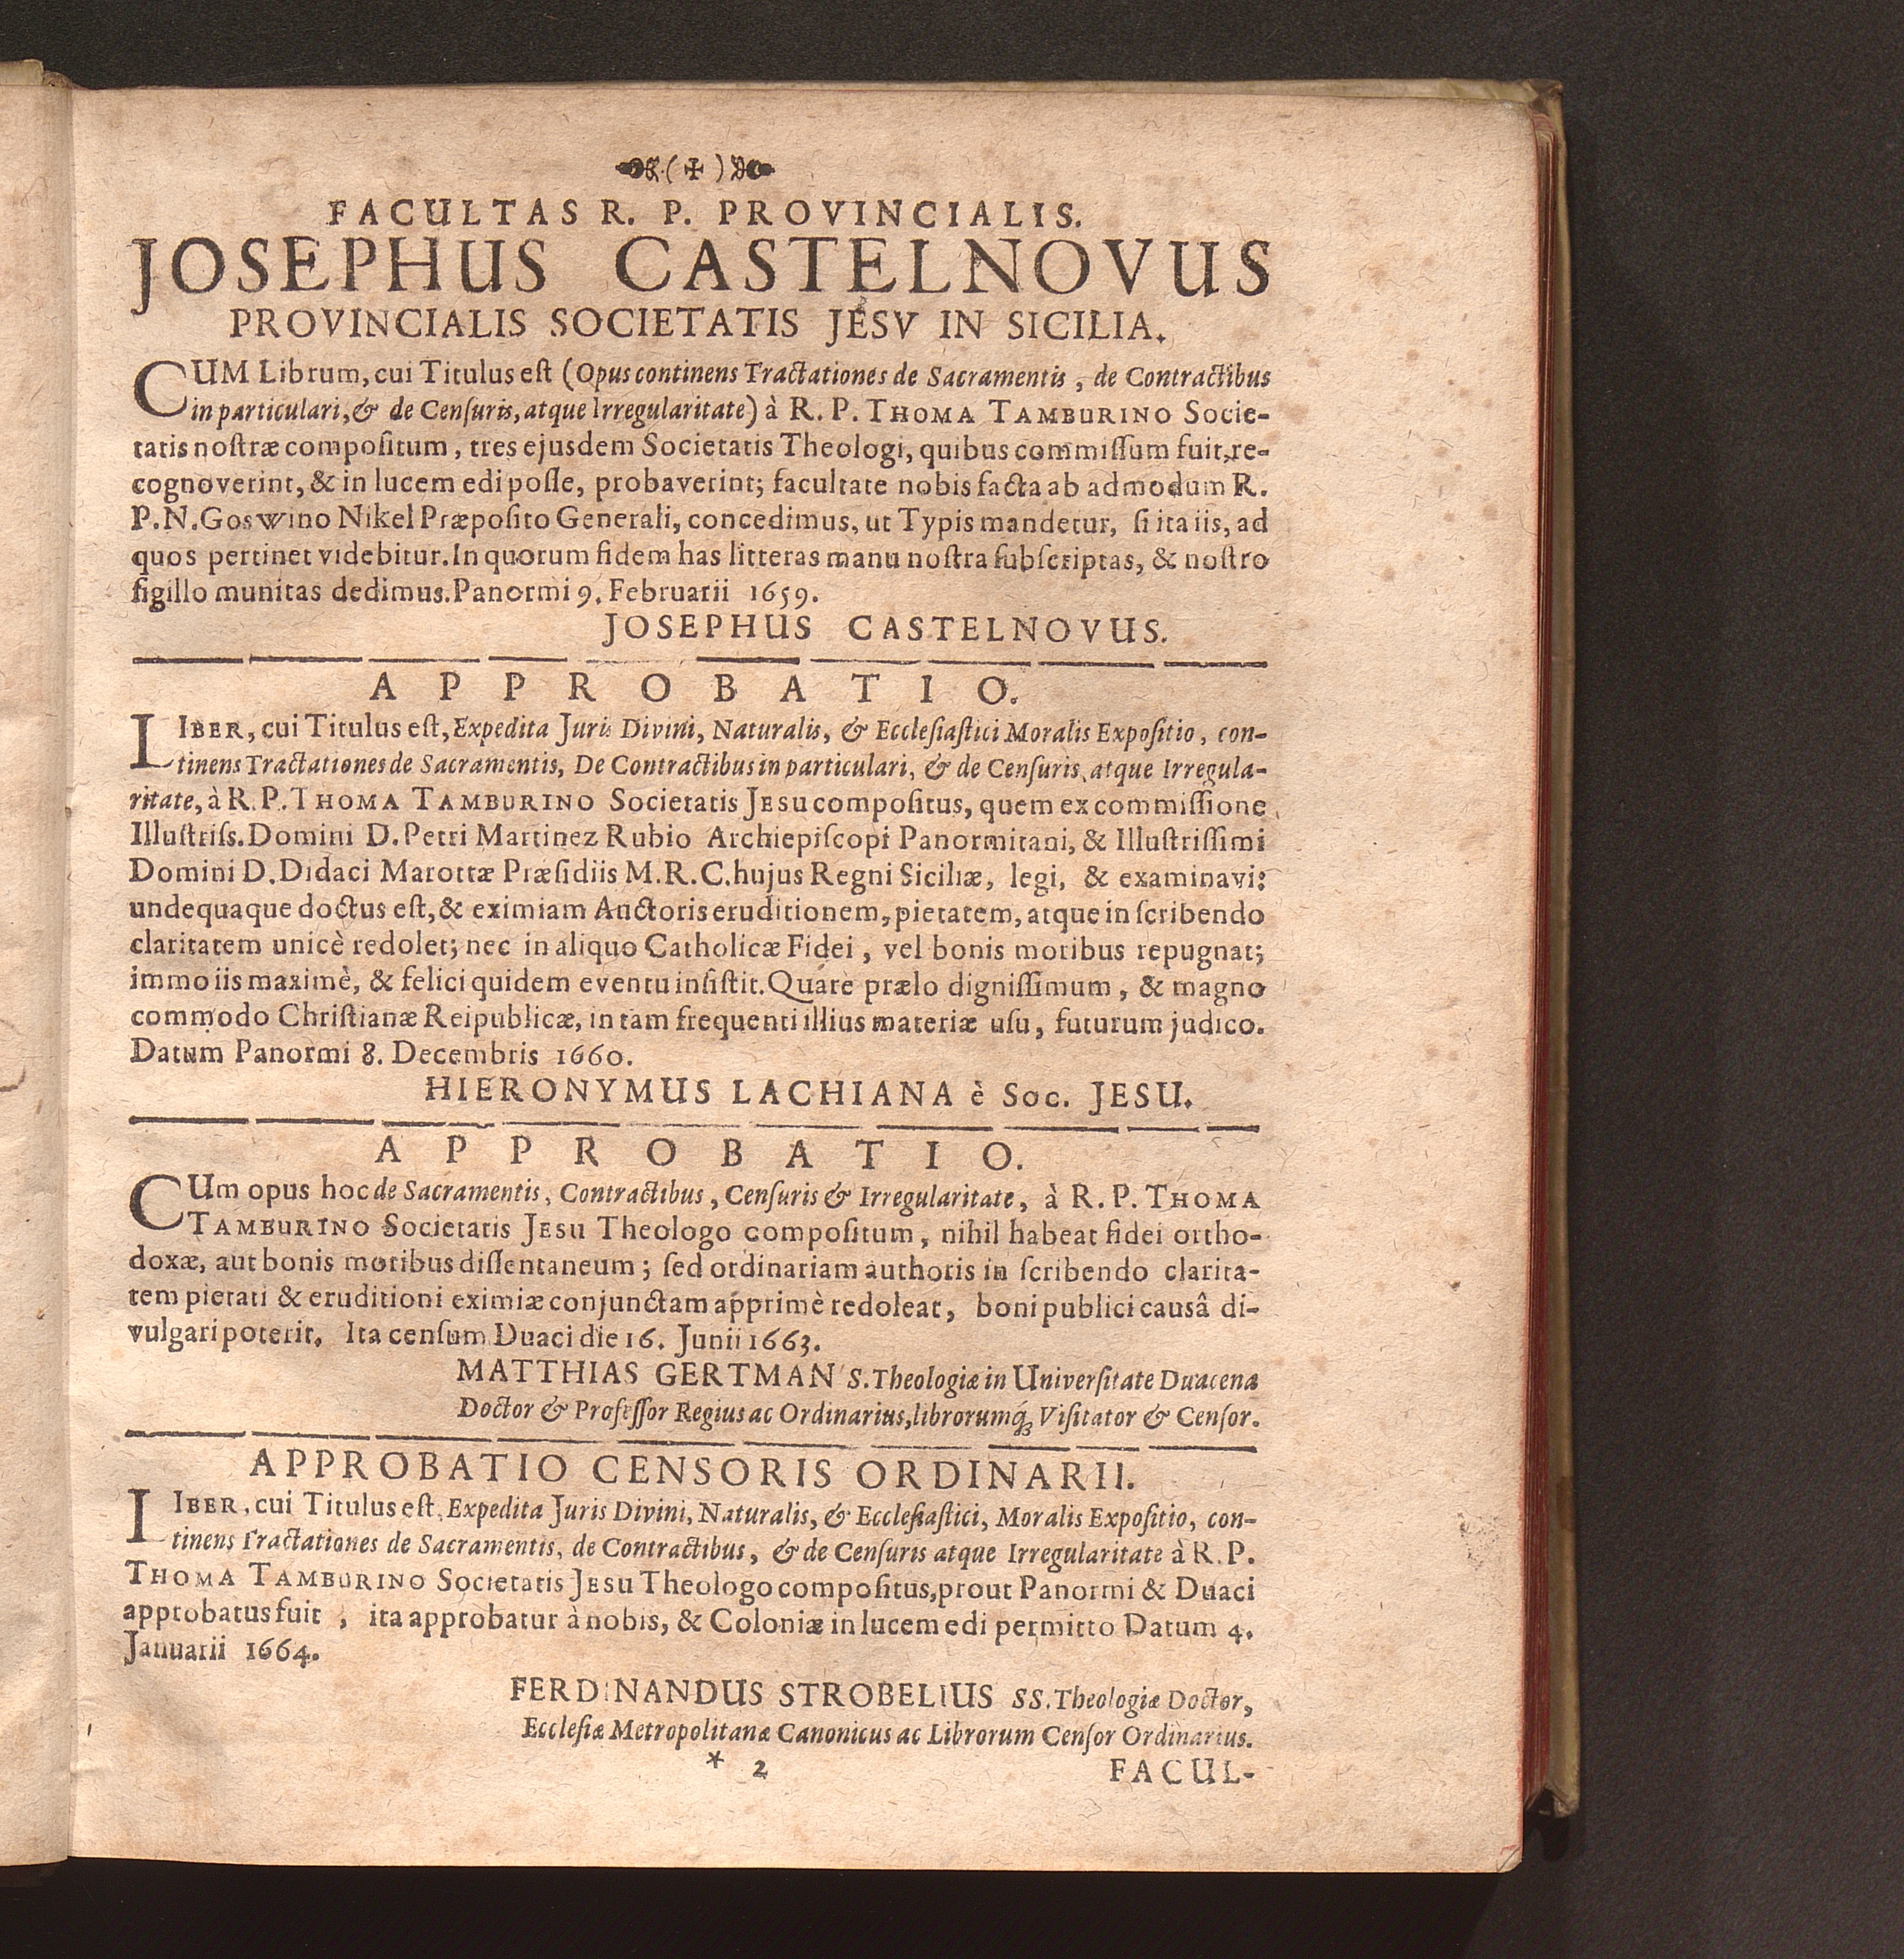 (✠)
FACULTAS R. P. PROVINCIALIS.
JOSEPHUS CASTELNOVUS
PROVINCIALIS SOCIETATIS JESV IN SICILIA.
CUM Librum, cui Titulus eſt (Opus continens Tractationes de Sacramentis, de Contractibus
in particulari, & de Cenſuris, atque Irregularitate) à R. P. THOMA TAMBURINO Socie-
tatis noſtræ compoſitum, tres ejusdem Societatis Theologi, quibus commiſſum fuit, re-
cognoverint, & in lucem edi poſſe, probaverint; facultate nobis facta ab admodum R.
P. N. Goswino Nikel Præpoſito Generali, concedimus, ut Typis mandetur, ſi ita iis, ad
quos pertinet videbitur. In quorum fidem has litteras manu noſtra ſubſcriptas, & noſtro
ſigillo munitas dedimus. Panormi 9. Februarii 1659.
JOSEPHUS CASTELNOVUS.
APPROBATIO.
LIBER, cui Titulus eſt, Expedita Juris Divini, Naturalis, & Eccleſiaſtici Moralis Expoſitio, con-
tinens Tractationes de Sacramentis, De Contractibus in particulari, & de Cenſuris, atque Irregula-
ritate, à R. P. THOMA TAMBURINO Societatis JESU compoſitus, quem ex commiſſione
Illuſtriſs. Domini D. Petri Martinez Rubio Archiepiſcopi Panormitani, & Illuſtriſſimi
Domini D. Didaci Marottæ Præſidiis M. R. C. hujus Regni Siciliæ, legi, & examinavi:
undequaque doctus eſt, & eximiam Auctoris eruditionem, pietatem, atque in ſcribendo
claritatem unicè redolet; nec in aliquo Catholicæ Fidei, vel bonis moribus repugnat;
immo iis maximè, & felici quidem eventu inſiſtit. Quare prælo digniſſimum, & magno
commodo Chriſtianæ Reipublicæ, in tam frequenti illius materiæ uſu, futurum judico.
Datum Panormi 8. Decembris 1660.
HIERONYMUS LACHIANA è Soc. JESU.
APPROBATIO.
CUm opus hoc de Sacramentis, Contractibus, Cenſuris & Irregularitate, à R. P. THOMA
TAMBURINO Societatis JESU Theologo compoſitum, nihil habeat fidei ortho-
doxæ, aut bonis moribus diſſentaneum; ſed ordinariam authoris in ſcribendo clarita-
tem pietati & eruditioni eximiæ conjunctam apprimè redoleat, boni publici causâ di-
vulgari poterit. Ita cenſum Duaci die 16. Junii 1663.
MATTHIAS GERTMAN S. Theologiæ in Univerſitate Duacena
Doctor & Profeſſor Regius ac Ordinarius, librorumq́; Viſitator & Cenſor.
APPROBATIO CENSORIS ORDINARII.
LIBER, cui Titulus eſt, Expedita Juris Divini, Naturalis, & Eccleſiaſtici, Moralis Expoſitio, con-
tinens Tractationes de Sacramentis, de Contractibus, & de Cenſuris atque Irregularitate à R. P.
THOMA TAMBURINO Societatis JESU Theologo compoſitus, prout Panormi & Duaci
approbatus fuit, ita approbatur à nobis, & Coloniæ in lucem edi permitto Datum 4.
Januarii 1664.
FERDINANDUS STROBELIUS SS. Theologiæ Doctor,
Eccleſiæ Metropolitanæ Canonicus ac Librorum Cenſor Ordinarius.
* 2 FACUL-